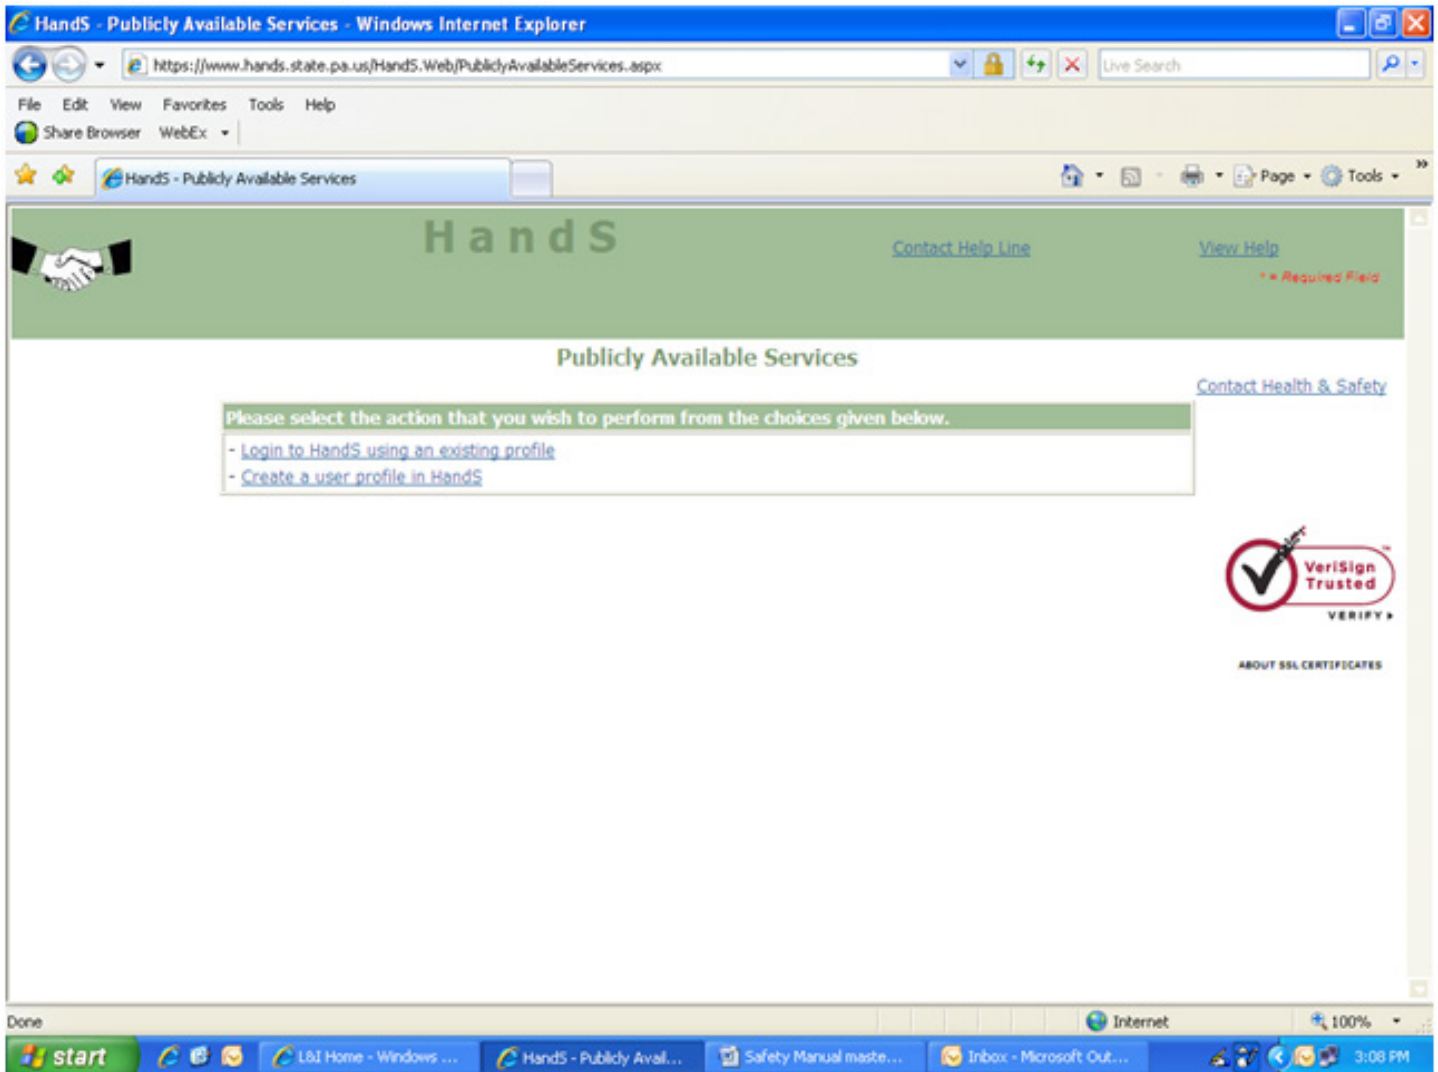 HandS - Publicly Available Services - Windows Internet Explorer
https://www.hands.state.pa.us/HandS.Web/PubliclyAvailableServices.aspx
Live Search
File Edit View Favorites Tools Help
Share Browser WebEx
HandS - Publicly Available Services
Page Tools
HandS
Contact Help Line
View Help
* = Required Field
Publicly Available Services
Contact Health & Safety
Please select the action that you wish to perform from the choices given below.
- Login to HandS using an existing profile
- Create a user profile in HandS
VeriSign
Trusted
™
VERIFY
ABOUT SSL CERTIFICATES
Done
Internet
100%
start
L&I Home - Windows ...
HandS - Publicly Avail...
Safety Manual maste...
Inbox - Microsoft Out...
3:08 PM